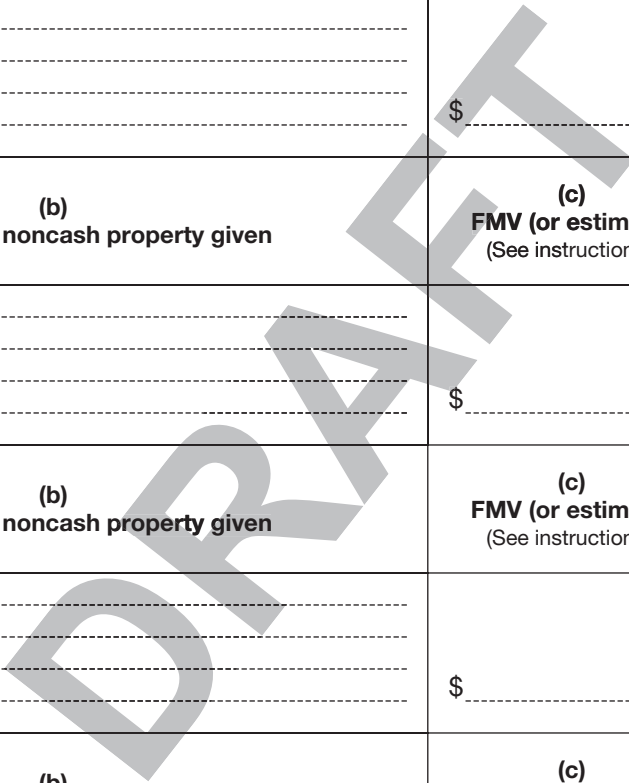 $
(b)
noncash property given
(c)
FMV (or estim
(See instruction
$
(b)
noncash property given
(c)
FMV (or estim
(See instruction
$
(b)
(c)
DRAFT